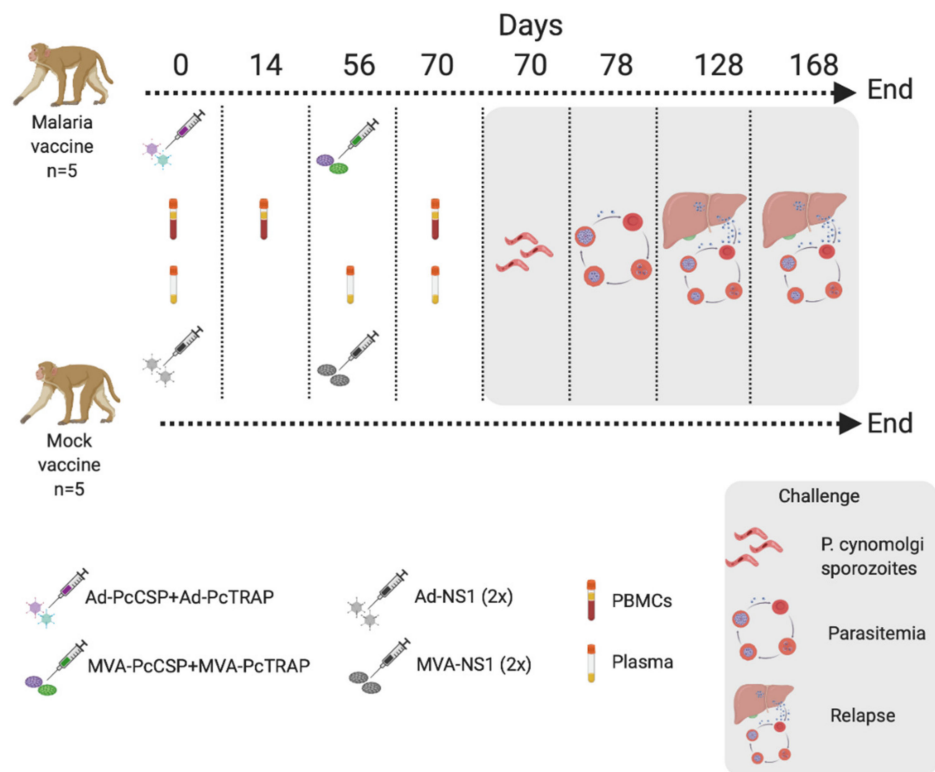 Days
0 14 56 70 70 78 128 168
End
Malaria
vaccine
n=5
End
Mock
vaccine
n=5
Ad-PcCSP+Ad-PcTRAP
MVA-PcCSP+MVA-PcTRAP
Ad-NS1 (2x)
MVA-NS1 (2x)
PBMCs
Plasma
Challenge
P. cynomolgi
sporozoites
Parasitemia
Relapse